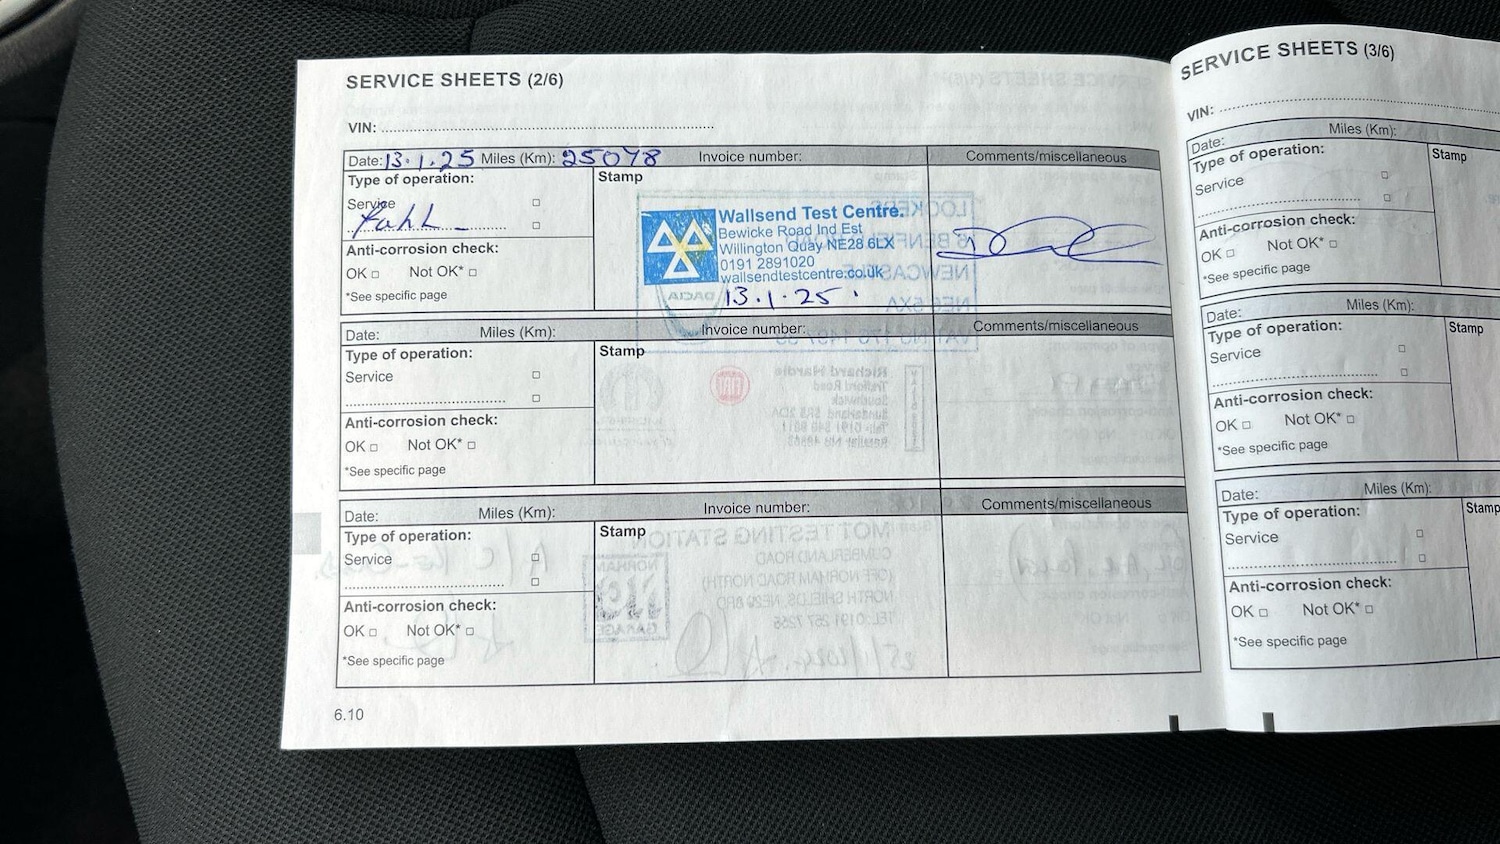 SERVICE SHEETS (2/6)
VIN:
Date: 13.1.25 Miles (Km): 25078 Invoice number: Comments/miscellaneous
Type of operation: Stamp
Service
Anti-corrosion check:
OK Not OK*
*See specific page
Wallsend Test Centre.
Bewicke Road Ind Est
Willington Quay NE28 6LX
0191 2891020
wallsendtestcentre.co.uk
13.1.25
Date: Miles (Km): Invoice number: Comments/miscellaneous
Type of operation: Stamp
Service
Anti-corrosion check:
OK Not OK*
*See specific page
Date: Miles (Km): Invoice number: Comments/miscellaneous
Type of operation: Stamp
Service
Anti-corrosion check:
OK Not OK*
*See specific page
6.10
SERVICE SHEETS (3/6)
VIN:
Date: Miles (Km):
Type of operation: Stamp
Service
Anti-corrosion check:
OK Not OK*
*See specific page
Date: Miles (Km):
Type of operation: Stamp
Service
Anti-corrosion check:
OK Not OK*
*See specific page
Date: Miles (Km):
Type of operation: Stamp
Service
Anti-corrosion check:
OK Not OK*
*See specific page